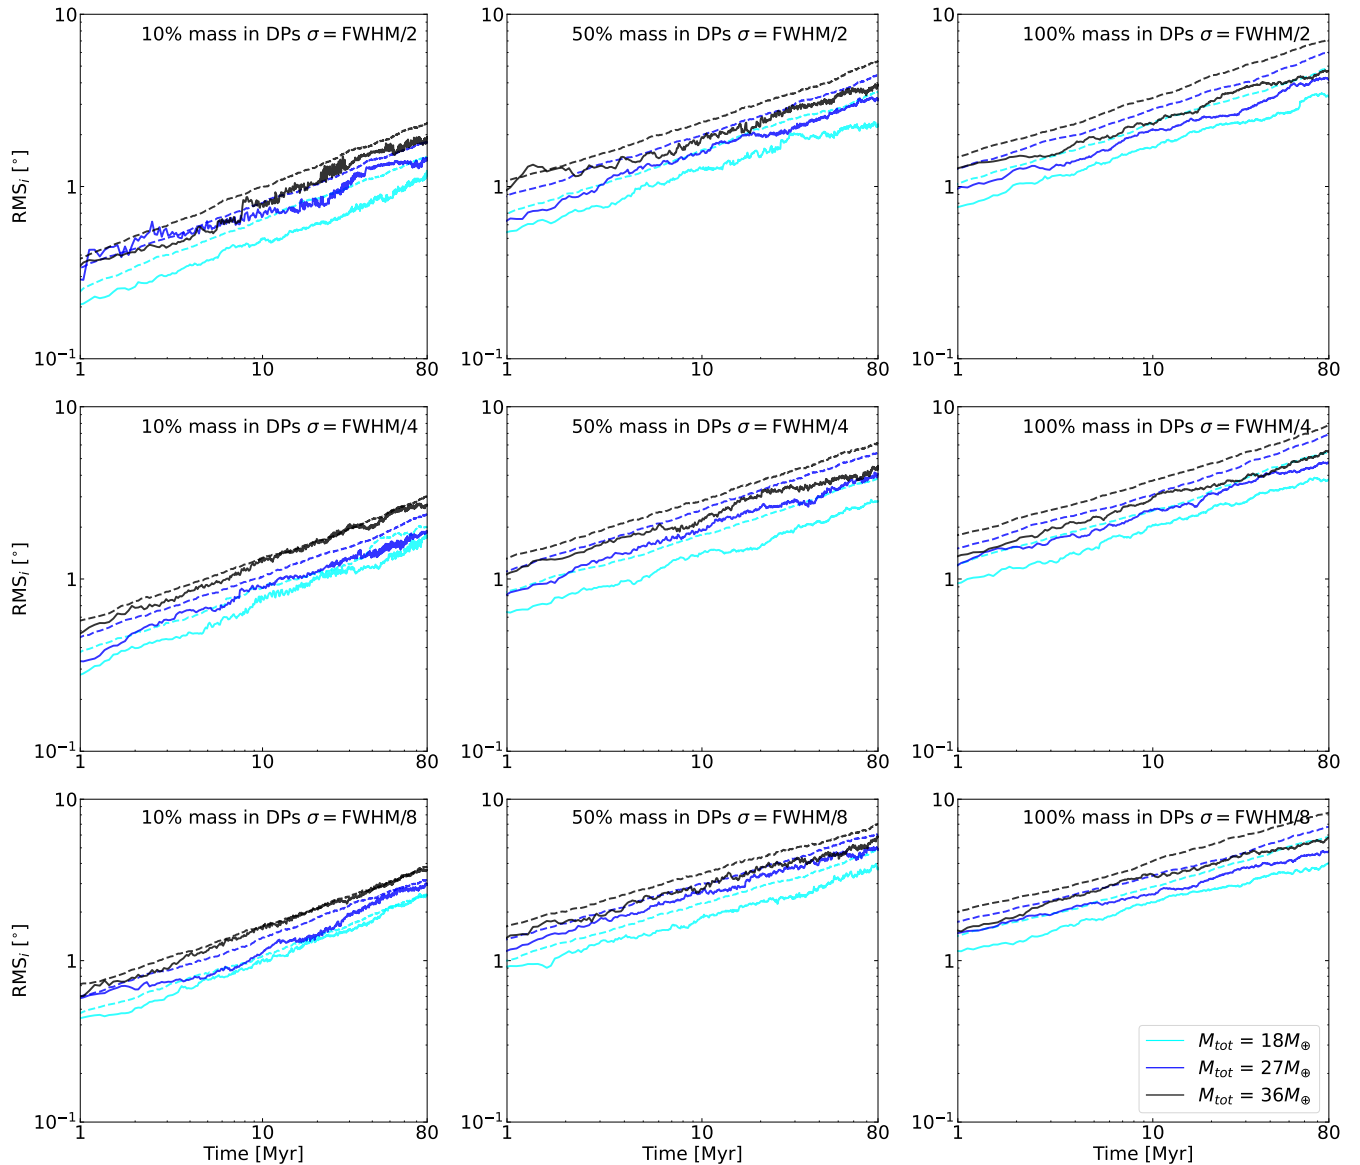 10% mass in DPs σ = FWHM/2
50% mass in DPs σ = FWHM/2
100% mass in DPs σ = FWHM/2
10
10
10
RMSᵢ [°]
1
1
1
10⁻¹
10⁻¹
10⁻¹
1 10 80
1 10 80
1 10 80
10% mass in DPs σ = FWHM/4
50% mass in DPs σ = FWHM/4
100% mass in DPs σ = FWHM/4
10
10
10
RMSᵢ [°]
1
1
1
10⁻¹
10⁻¹
10⁻¹
1 10 80
1 10 80
1 10 80
10% mass in DPs σ = FWHM/8
50% mass in DPs σ = FWHM/8
100% mass in DPs σ = FWHM/8
10
10
10
RMSᵢ [°]
1
1
1
M_tot = 18M⊕
M_tot = 27M⊕
M_tot = 36M⊕
10⁻¹
10⁻¹
10⁻¹
1 10 80
1 10 80
1 10 80
Time [Myr]
Time [Myr]
Time [Myr]